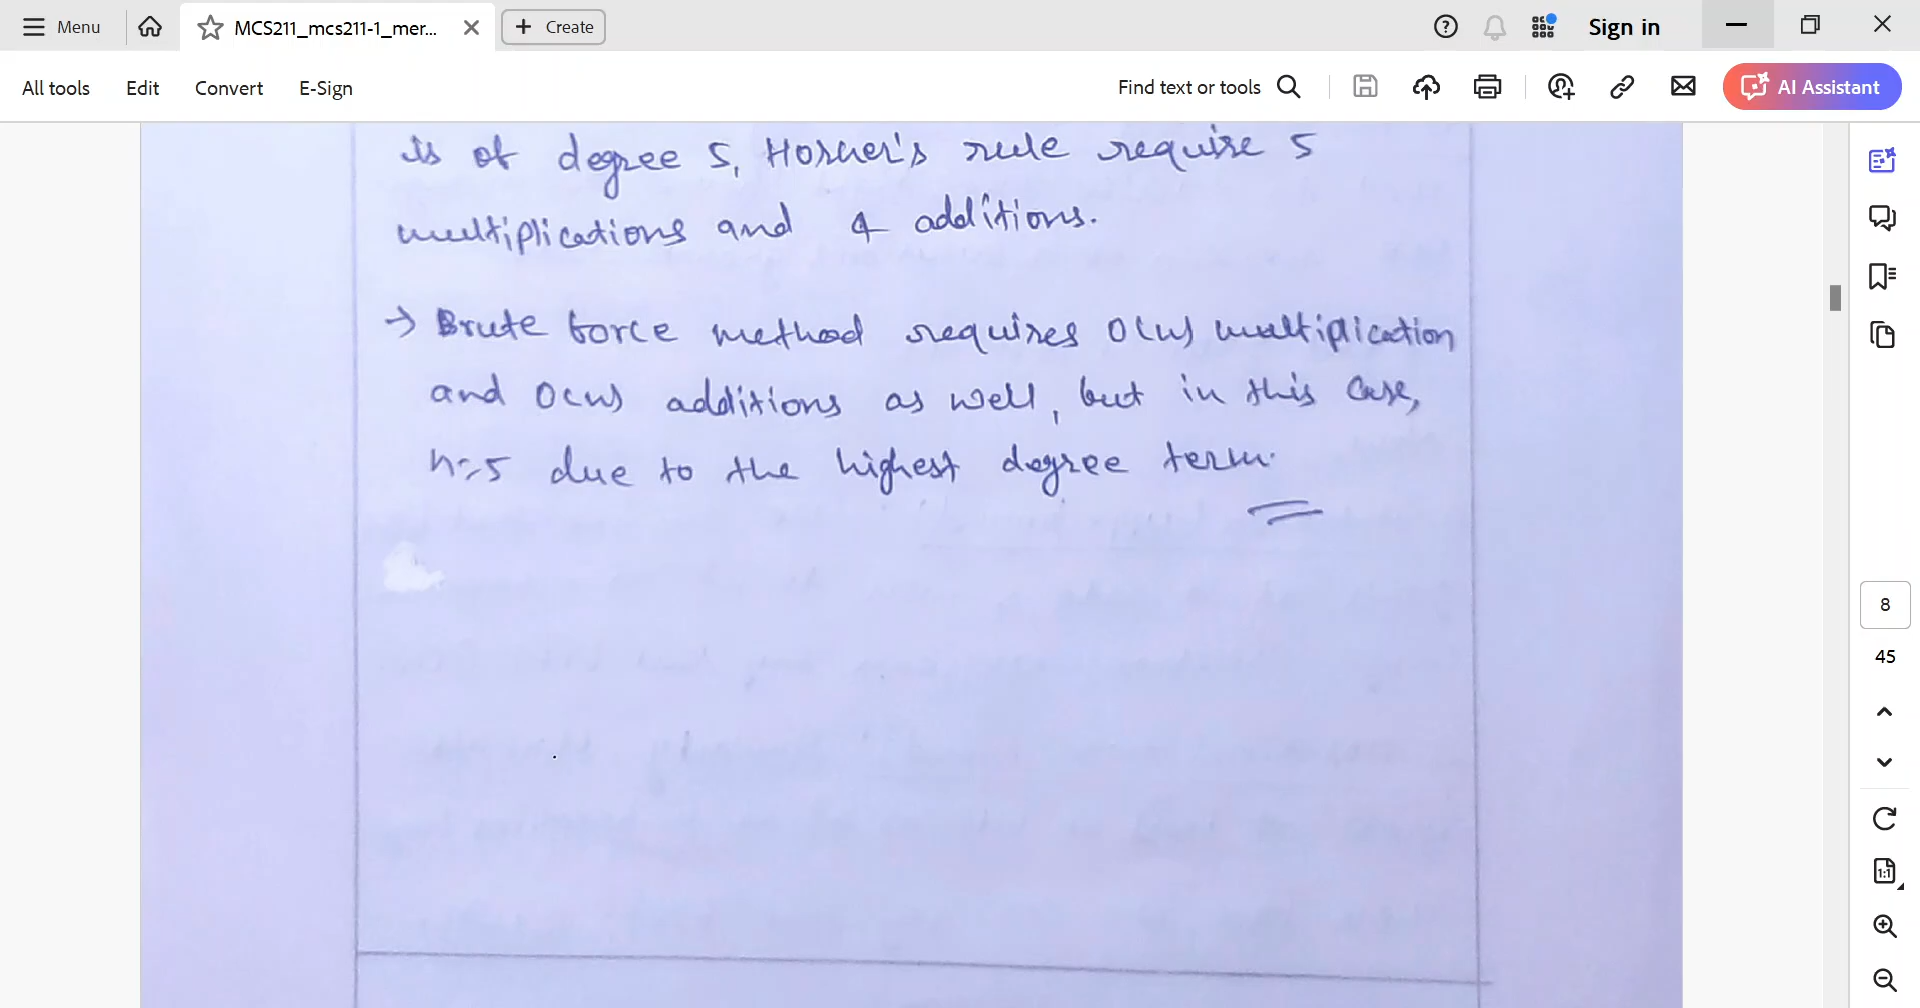 Menu
MCS211_mcs211-1_mer...
Create
Sign in
All tools
Edit
Convert
E-Sign
Find text or tools
AI Assistant
is of degree 5, Horner's rule require 5
multiplications and 4 additions.
→ Brute force method requires O(n) multiplication
and O(n) additions as well, but in this case,
n=5 due to the highest degree term.
8
45